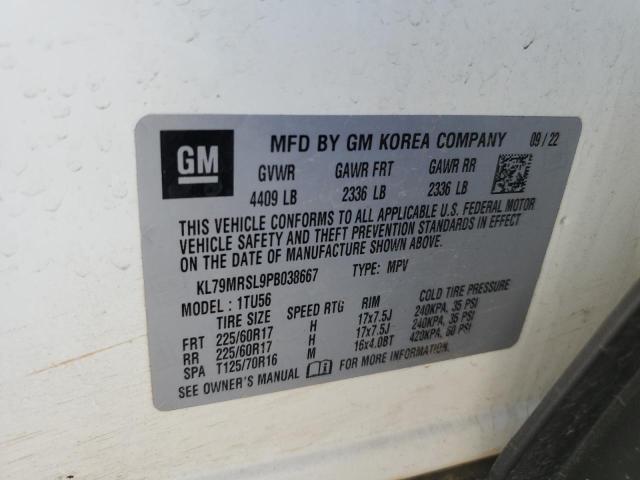 GM MFD BY GM KOREA COMPANY 09/22
GVWR GAWR FRT GAWR RR
4409 LB 2336 LB 2336 LB
THIS VEHICLE CONFORMS TO ALL APPLICABLE U.S. FEDERAL MOTOR
VEHICLE SAFETY AND THEFT PREVENTION STANDARDS IN EFFECT
ON THE DATE OF MANUFACTURE SHOWN ABOVE.
KL79MRSL9PB038667 TYPE: MPV
MODEL: 1TU56
TIRE SIZE SPEED RTG RIM COLD TIRE PRESSURE
FRT 225/60R17 H 17x7.5J 240KPA, 35 PSI
RR 225/60R17 H 17x7.5J 240KPA, 35 PSI
SPA T125/70R16 M 16x4.0BT 420KPA, 60 PSI
SEE OWNER'S MANUAL FOR MORE INFORMATION.